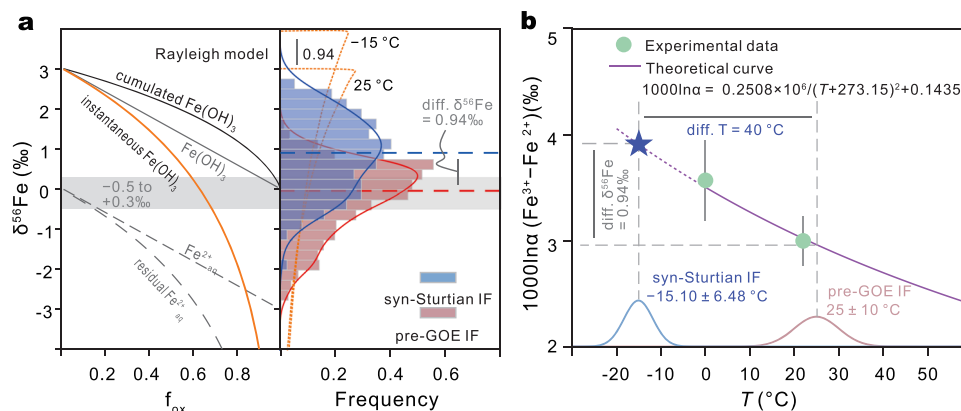 a
Rayleigh model
δ⁵⁶Fe (‰)
3
2
1
0
-1
-2
-3
cumulated Fe(OH)₃
Fe(OH)₃
instantaneous Fe(OH)₃
−0.5 to
+0.3‰
Fe²⁺aq
residual Fe²⁺aq
0.2 0.4 0.6 0.8
fox
0.94
−15 °C
25 °C
diff. δ⁵⁶Fe
= 0.94‰
syn-Sturtian IF
pre-GOE IF
0.2 0.4 0.6
Frequency
b
1000lnα (Fe³⁺−Fe²⁺)(‰)
5
4
3
2
Experimental data
Theoretical curve
1000lnα = 0.2508×10⁶/(T+273.15)²+0.1435
diff. T = 40 °C
diff. δ⁵⁶Fe
= 0.94‰
syn-Sturtian IF
−15.10 ± 6.48 °C
pre-GOE IF
25 ± 10 °C
-20 -10 0 10 20 30 40 50
T (°C)